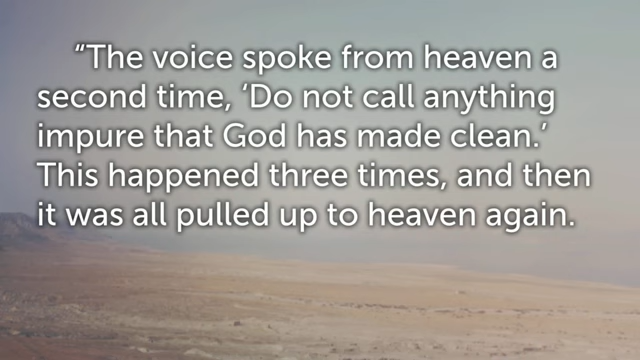 “The voice spoke from heaven a
second time, ‘Do not call anything
impure that God has made clean.’
This happened three times, and then
it was all pulled up to heaven again.